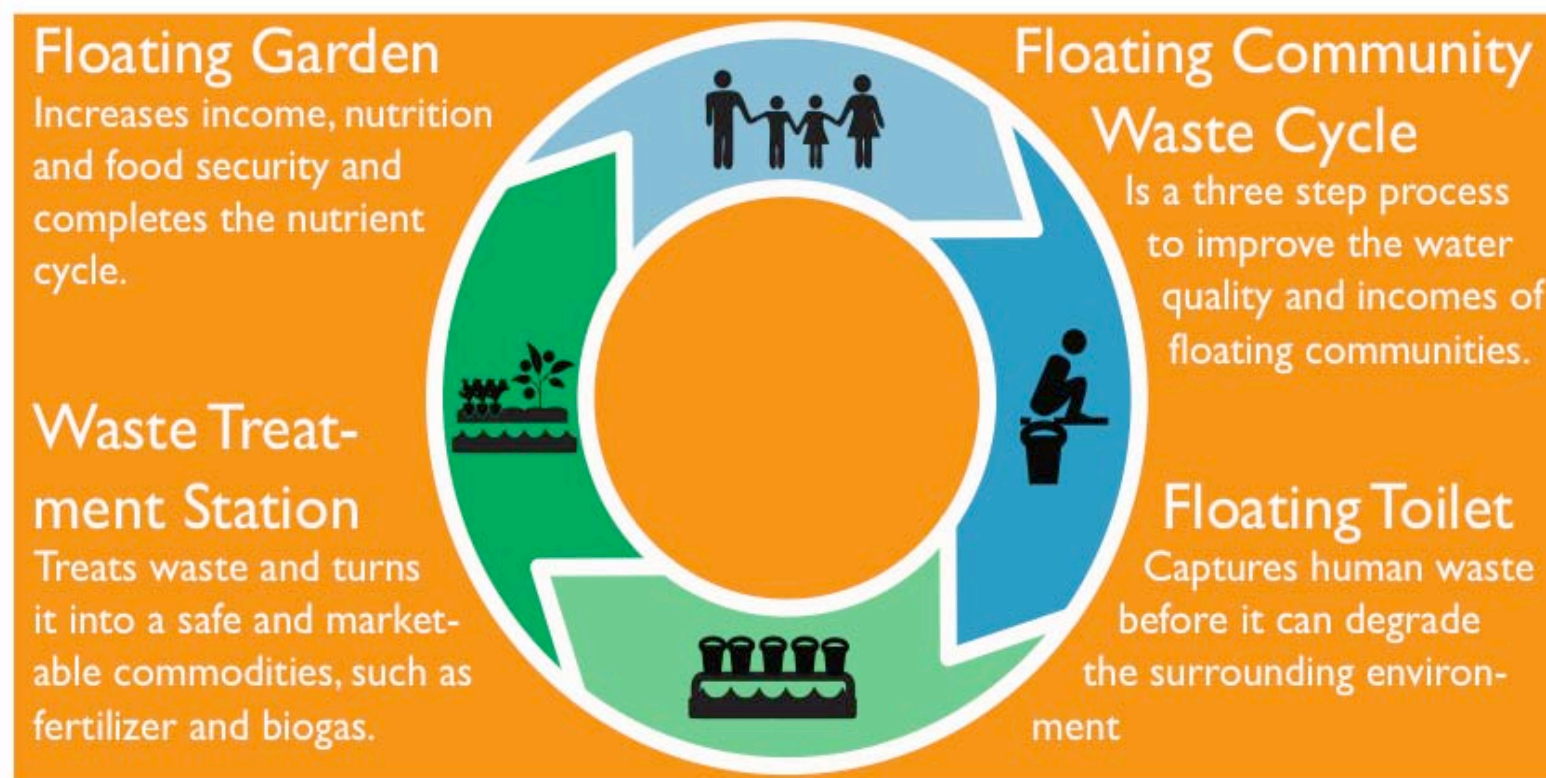 Floating Garden
Increases income, nutrition
and food security and
completes the nutrient
cycle.
Waste Treat-
ment Station
Treats waste and turns
it into a safe and market-
able commodities, such as
fertilizer and biogas.
Floating Community
Waste Cycle
Is a three step process
to improve the water
quality and incomes of
floating communities.
Floating Toilet
Captures human waste
before it can degrade
the surrounding environ-
ment